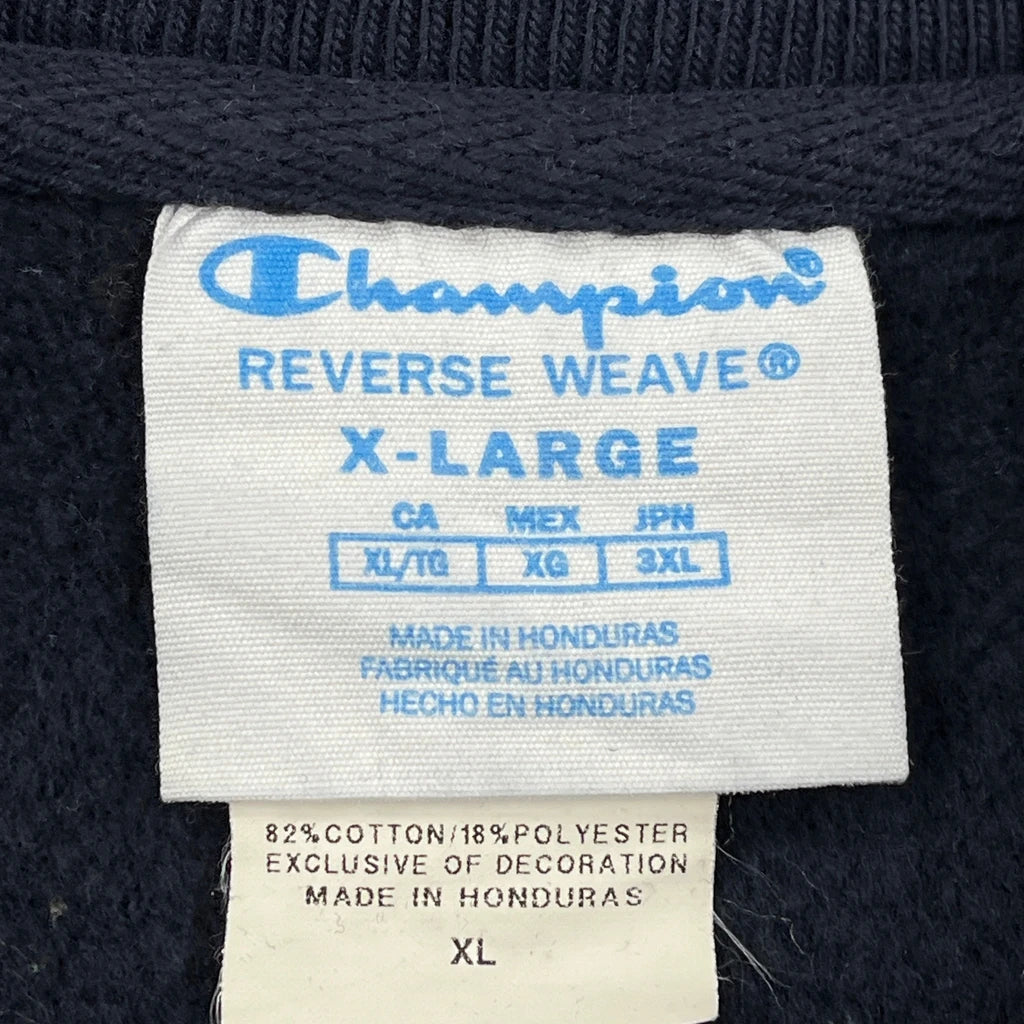 Champion®
REVERSE WEAVE®
X-LARGE
CA MEX JPN
XL/TG XG 3XL
MADE IN HONDURAS
FABRIQUÉ AU HONDURAS
HECHO EN HONDURAS
82%COTTON/18%POLYESTER
EXCLUSIVE OF DECORATION
MADE IN HONDURAS
XL